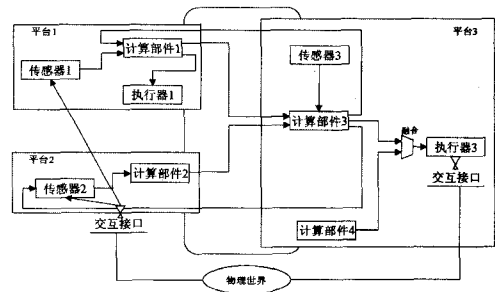 平台1
计算部件1
传感器1
执行器1
平台2
传感器2
计算部件2
交互接口
平台3
传感器3
计算部件3
融合
执行器3
交互接口
计算部件4
物理世界